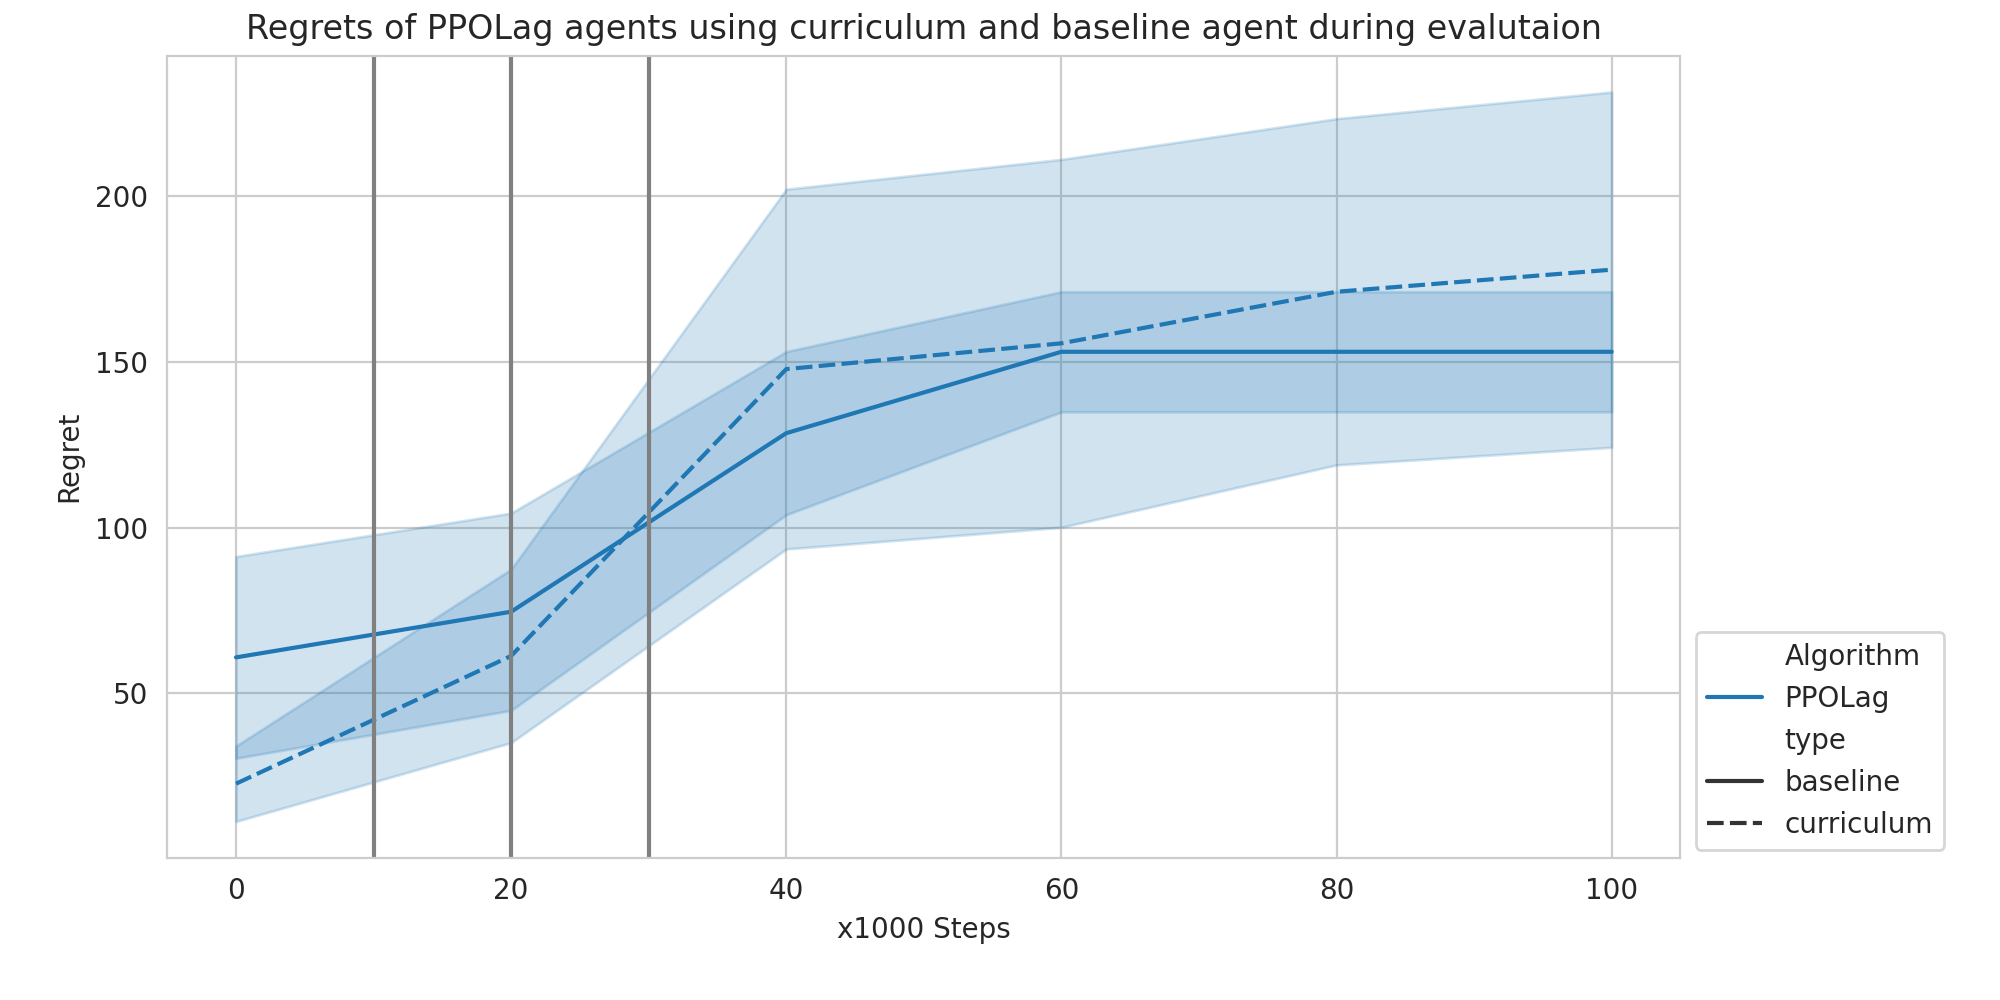 Regrets of PPOLag agents using curriculum and baseline agent during evalutaion
200
150
100
50
Regret
0 20 40 60 80 100
x1000 Steps
Algorithm
PPOLag
type
baseline
curriculum